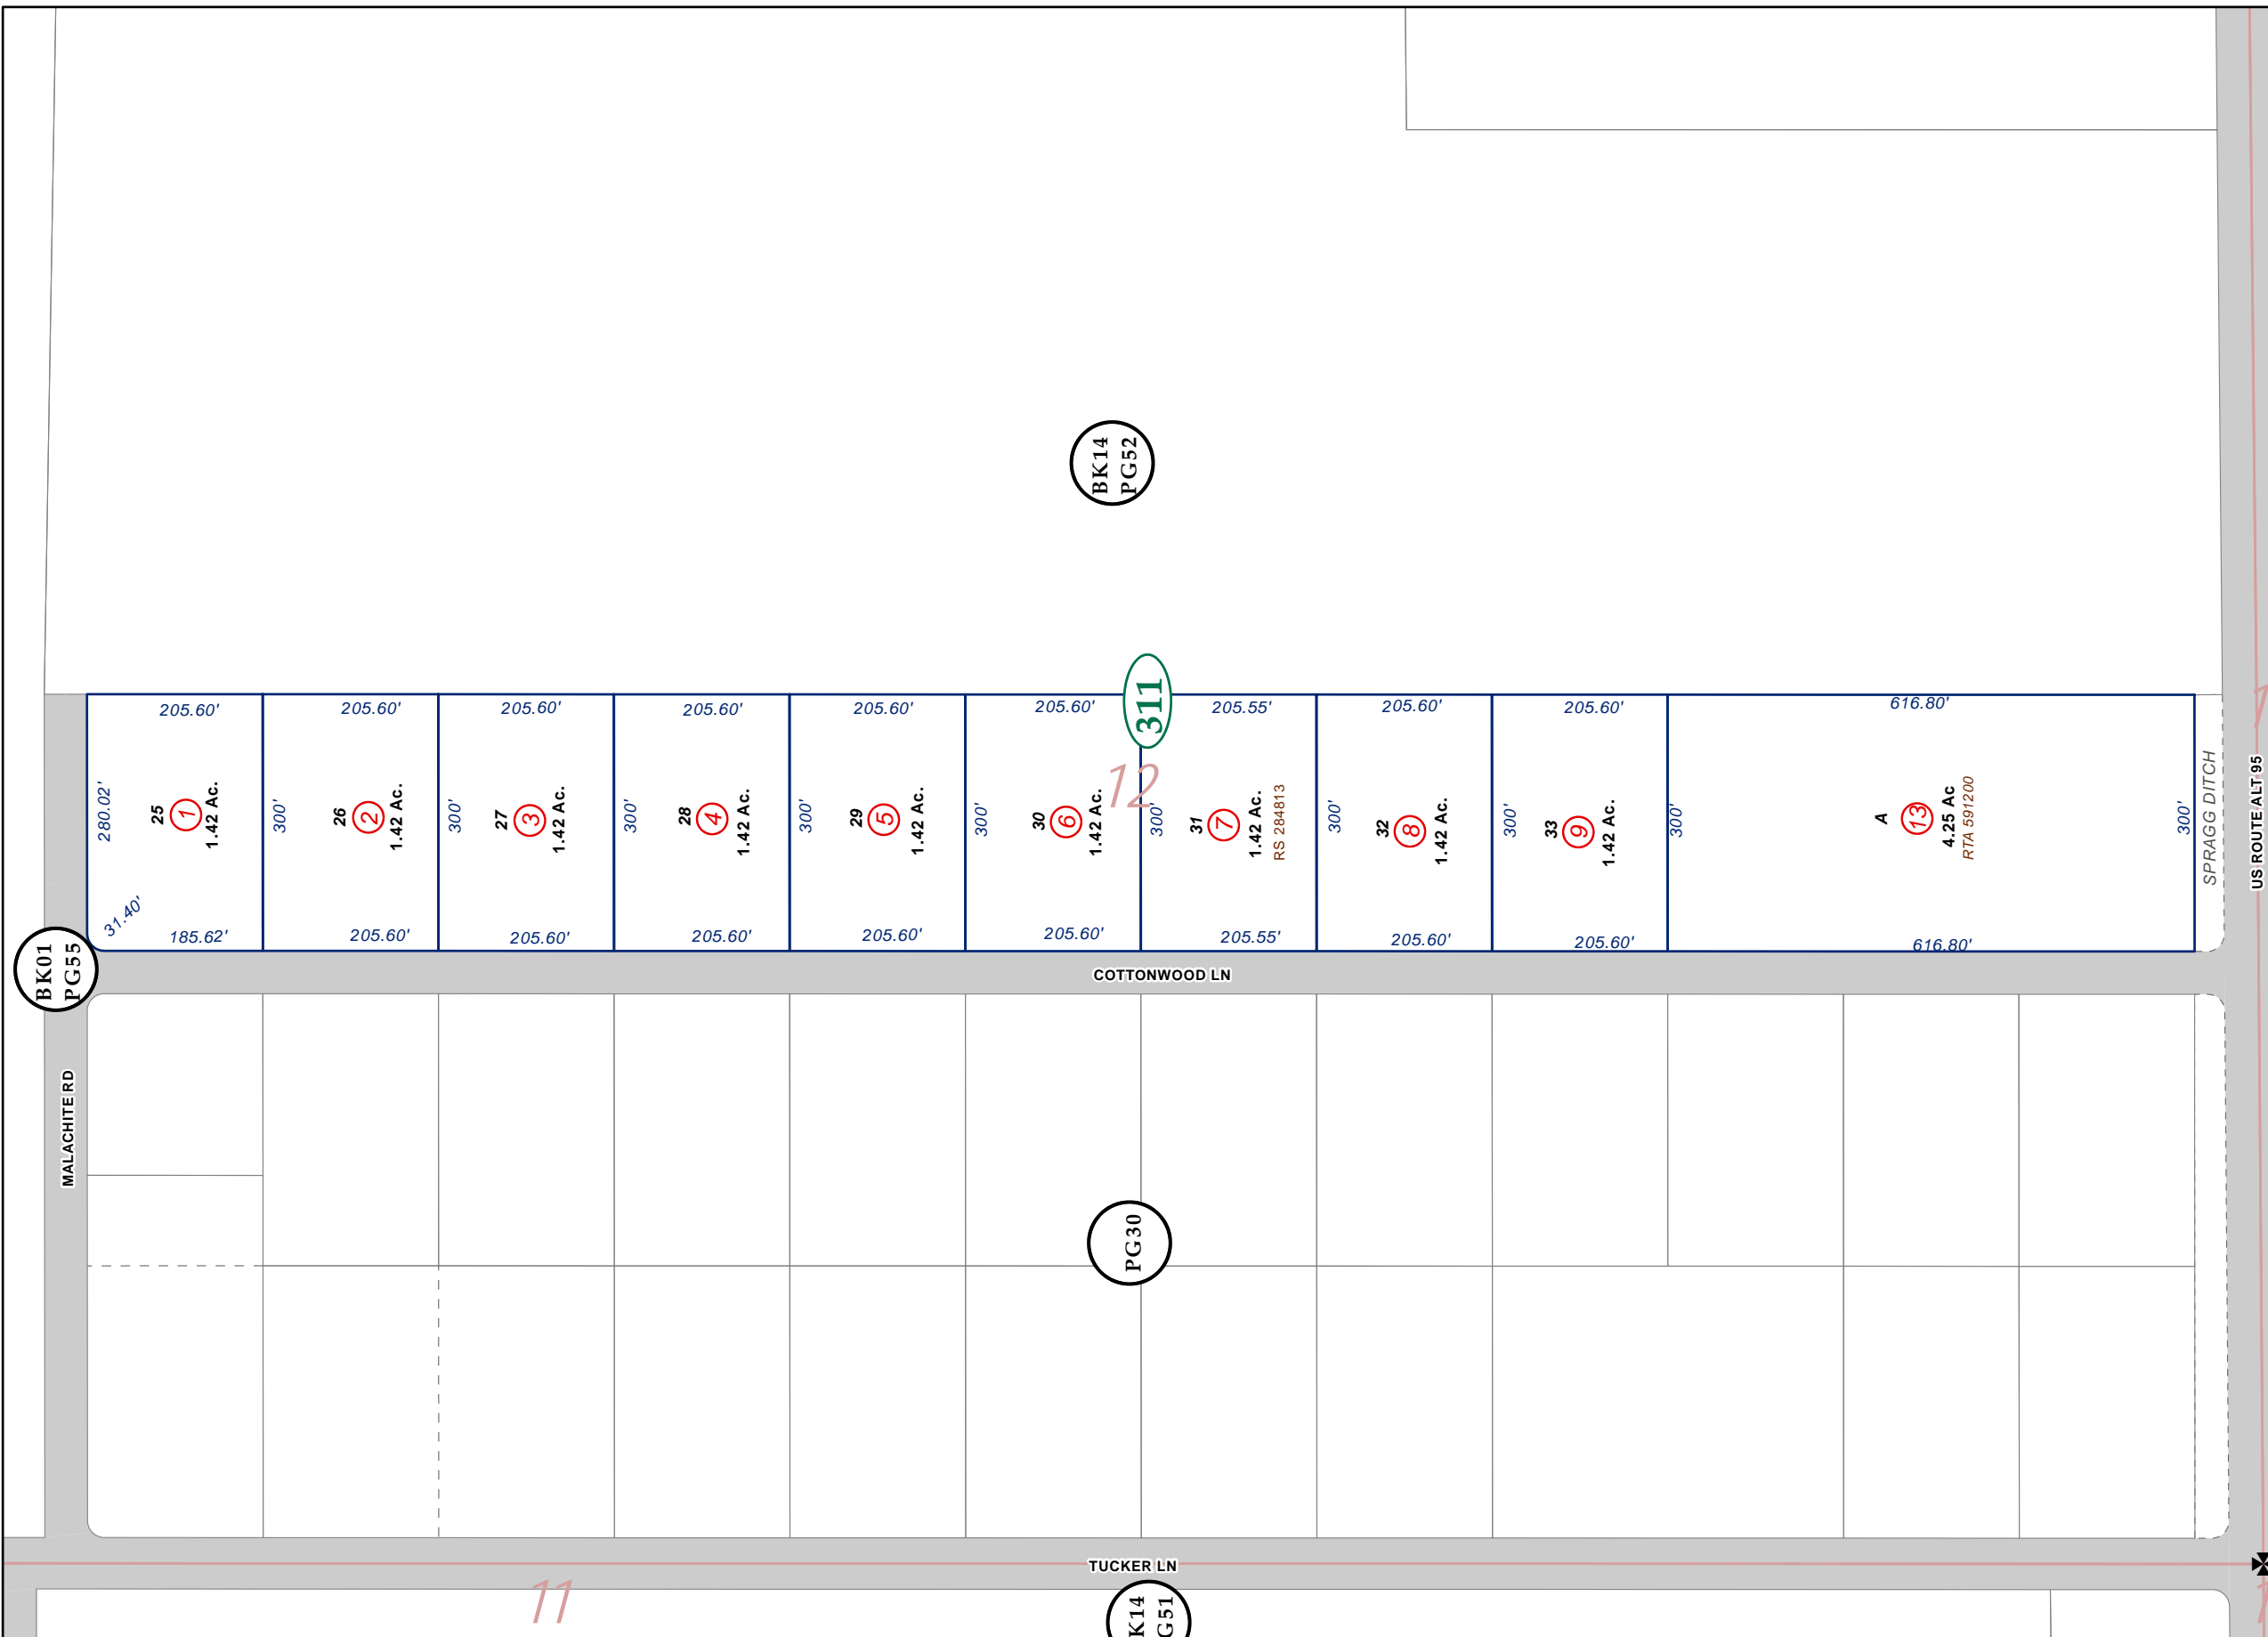 BK14
PG52
311
205.60'
205.60'
205.60'
205.60'
205.60'
205.60'
205.55'
205.60'
205.60'
616.80'
280.02'
25
1
1.42 Ac.
300'
26
2
1.42 Ac.
300'
27
3
1.42 Ac.
300'
28
4
1.42 Ac.
300'
29
5
1.42 Ac.
300'
30
6
1.42 Ac.
12
300'
31
7
1.42 Ac.
RS 284813
300'
32
8
1.42 Ac.
300'
33
9
1.42 Ac.
300'
A
13
4.25 Ac
RTA 591200
300'
SPRAGG DITCH
US ROUTE ALT 95
31.40'
185.62'
205.60'
205.60'
205.60'
205.60'
205.60'
205.55'
205.60'
205.60'
616.80'
BK01
PG55
COTTONWOOD LN
MALACHITE RD
PG30
TUCKER LN
11
K14
G51